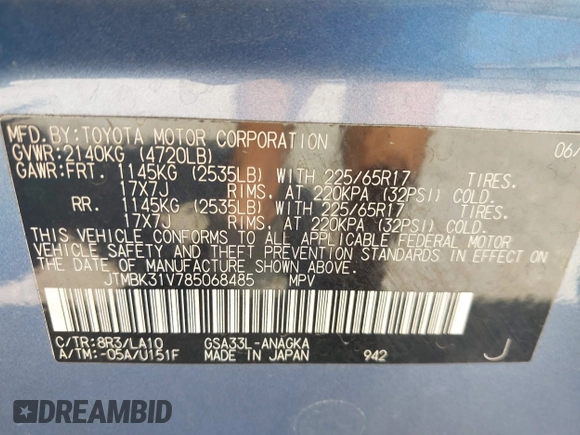 MFD.BY:TOYOTA MOTOR CORPORATION 06/
GVWR:2140KG (4720LB)
GAWR:FRT. 1145KG (2535LB) WITH 225/65R17 TIRES.
17X7J RIMS, AT 220KPA (32PSI) COLD.
RR. 1145KG (2535LB) WITH 225/65R17 TIRES.
17X7J RIMS, AT 220KPA (32PSI) COLD.
THIS VEHICLE CONFORMS TO ALL APPLICABLE FEDERAL MOTOR
VEHICLE SAFETY AND THEFT PREVENTION STANDARDS IN EFFECT ON
THE DATE OF MANUFACTURE SHOWN ABOVE.
JTMBK31V785068485 MPV
C/TR:8R3/LA10 GSA33L-ANAGKA
A/TM:-05A/U151F MADE IN JAPAN 942 J
DREAMBID